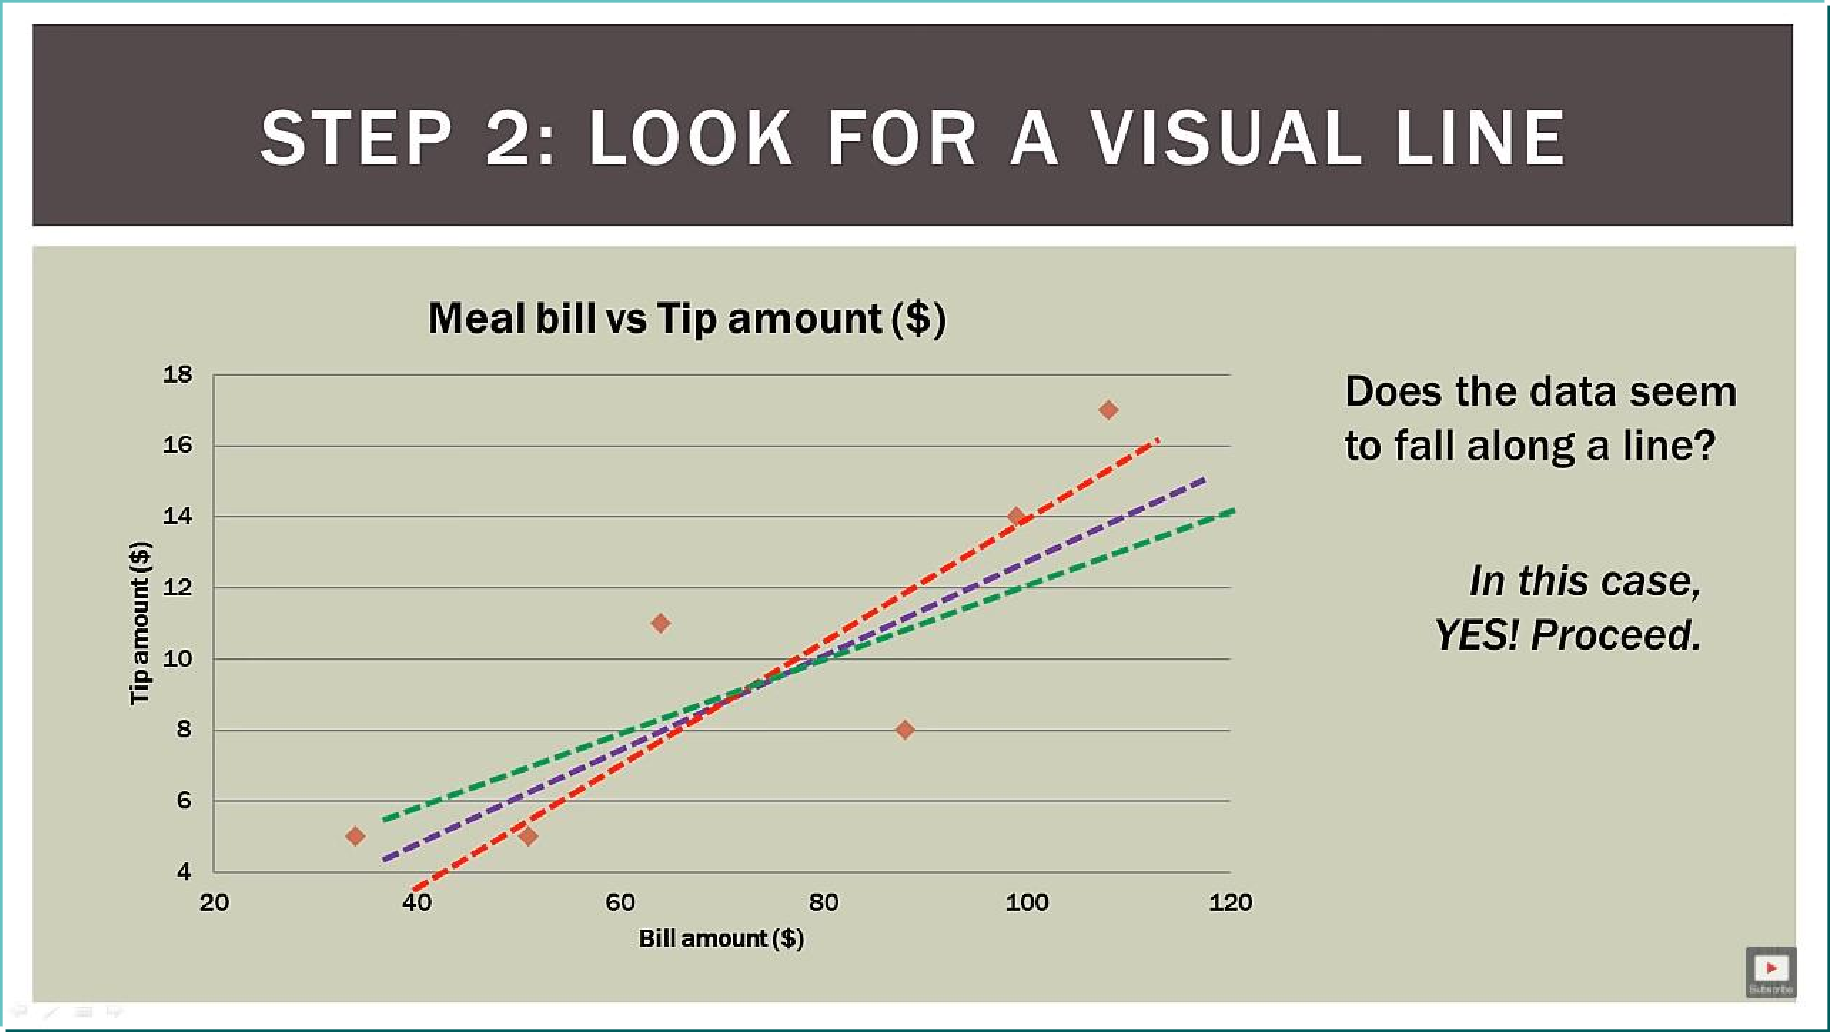 STEP 2: LOOK FOR A VISUAL LINE
Meal bill vs Tip amount ($)
18
16
14
12
10
8
6
4
Tip amount ($)
20 40 60 80 100 120
Bill amount ($)
Does the data seem
to fall along a line?
In this case,
YES! Proceed.
Subscribe